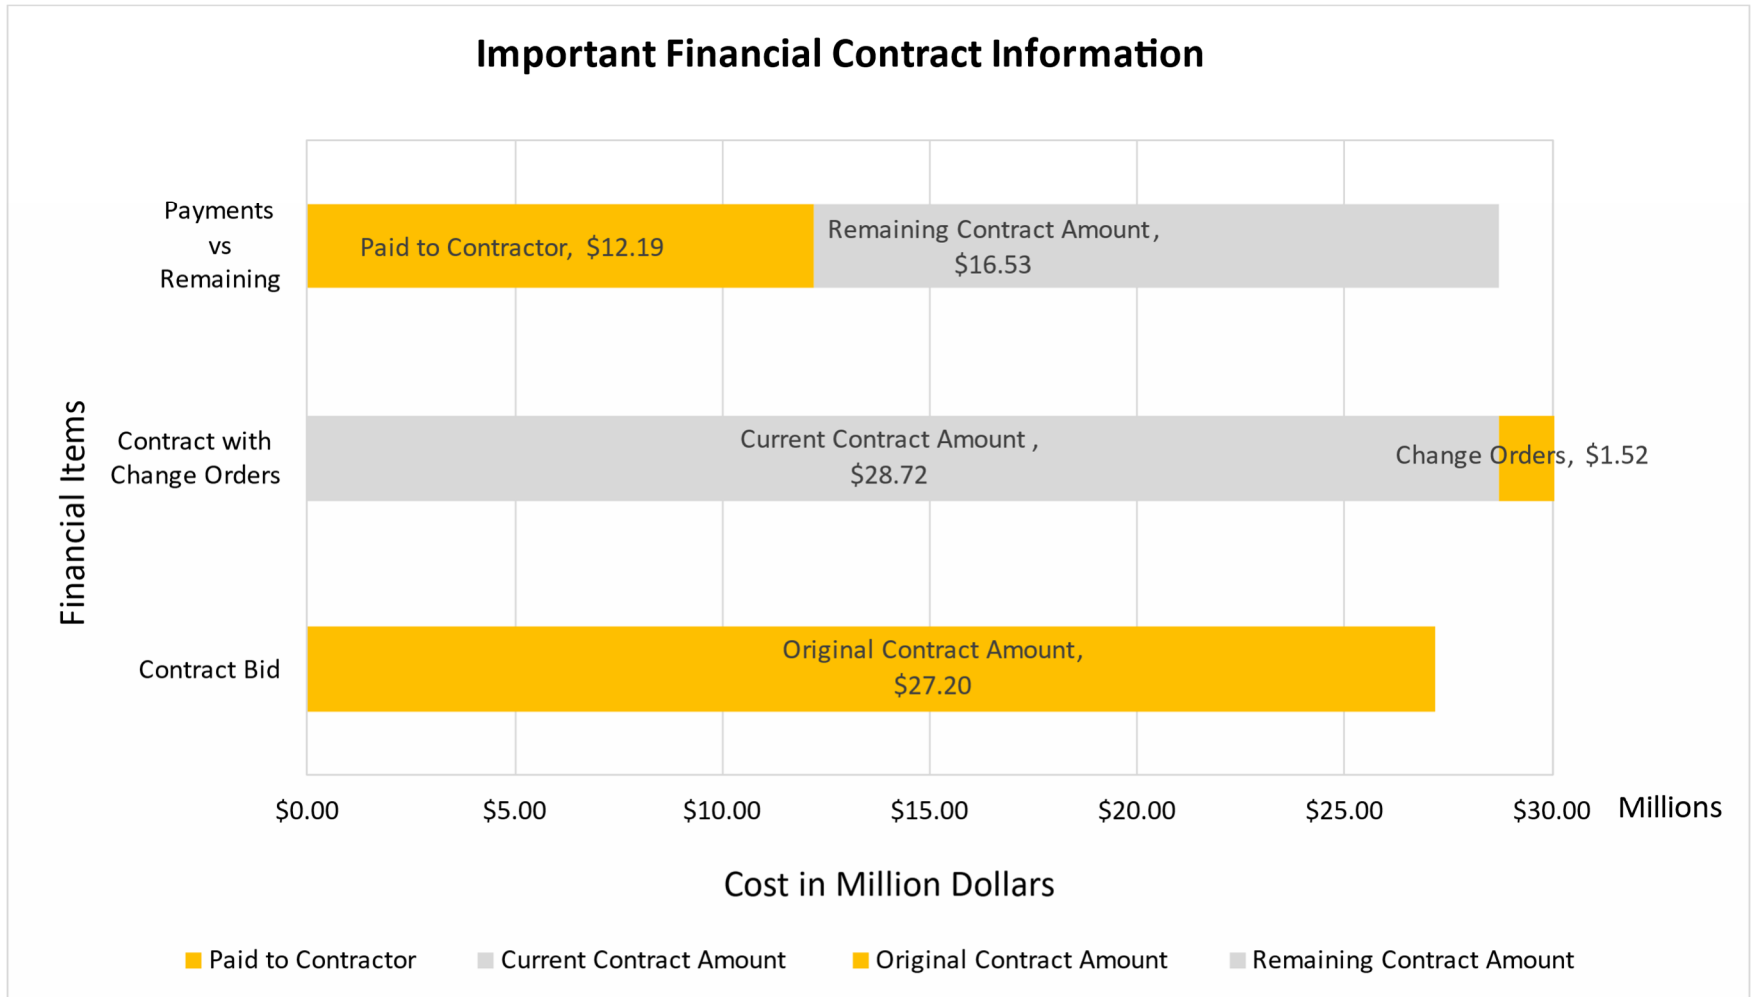 Important Financial Contract Information
Payments
vs
Remaining
Paid to Contractor, $12.19
Remaining Contract Amount,
$16.53
Financial Items
Contract with
Change Orders
Current Contract Amount ,
$28.72
Change Orders, $1.52
Contract Bid
Original Contract Amount,
$27.20
$0.00 $5.00 $10.00 $15.00 $20.00 $25.00 $30.00 Millions
Cost in Million Dollars
Paid to Contractor Current Contract Amount Original Contract Amount Remaining Contract Amount